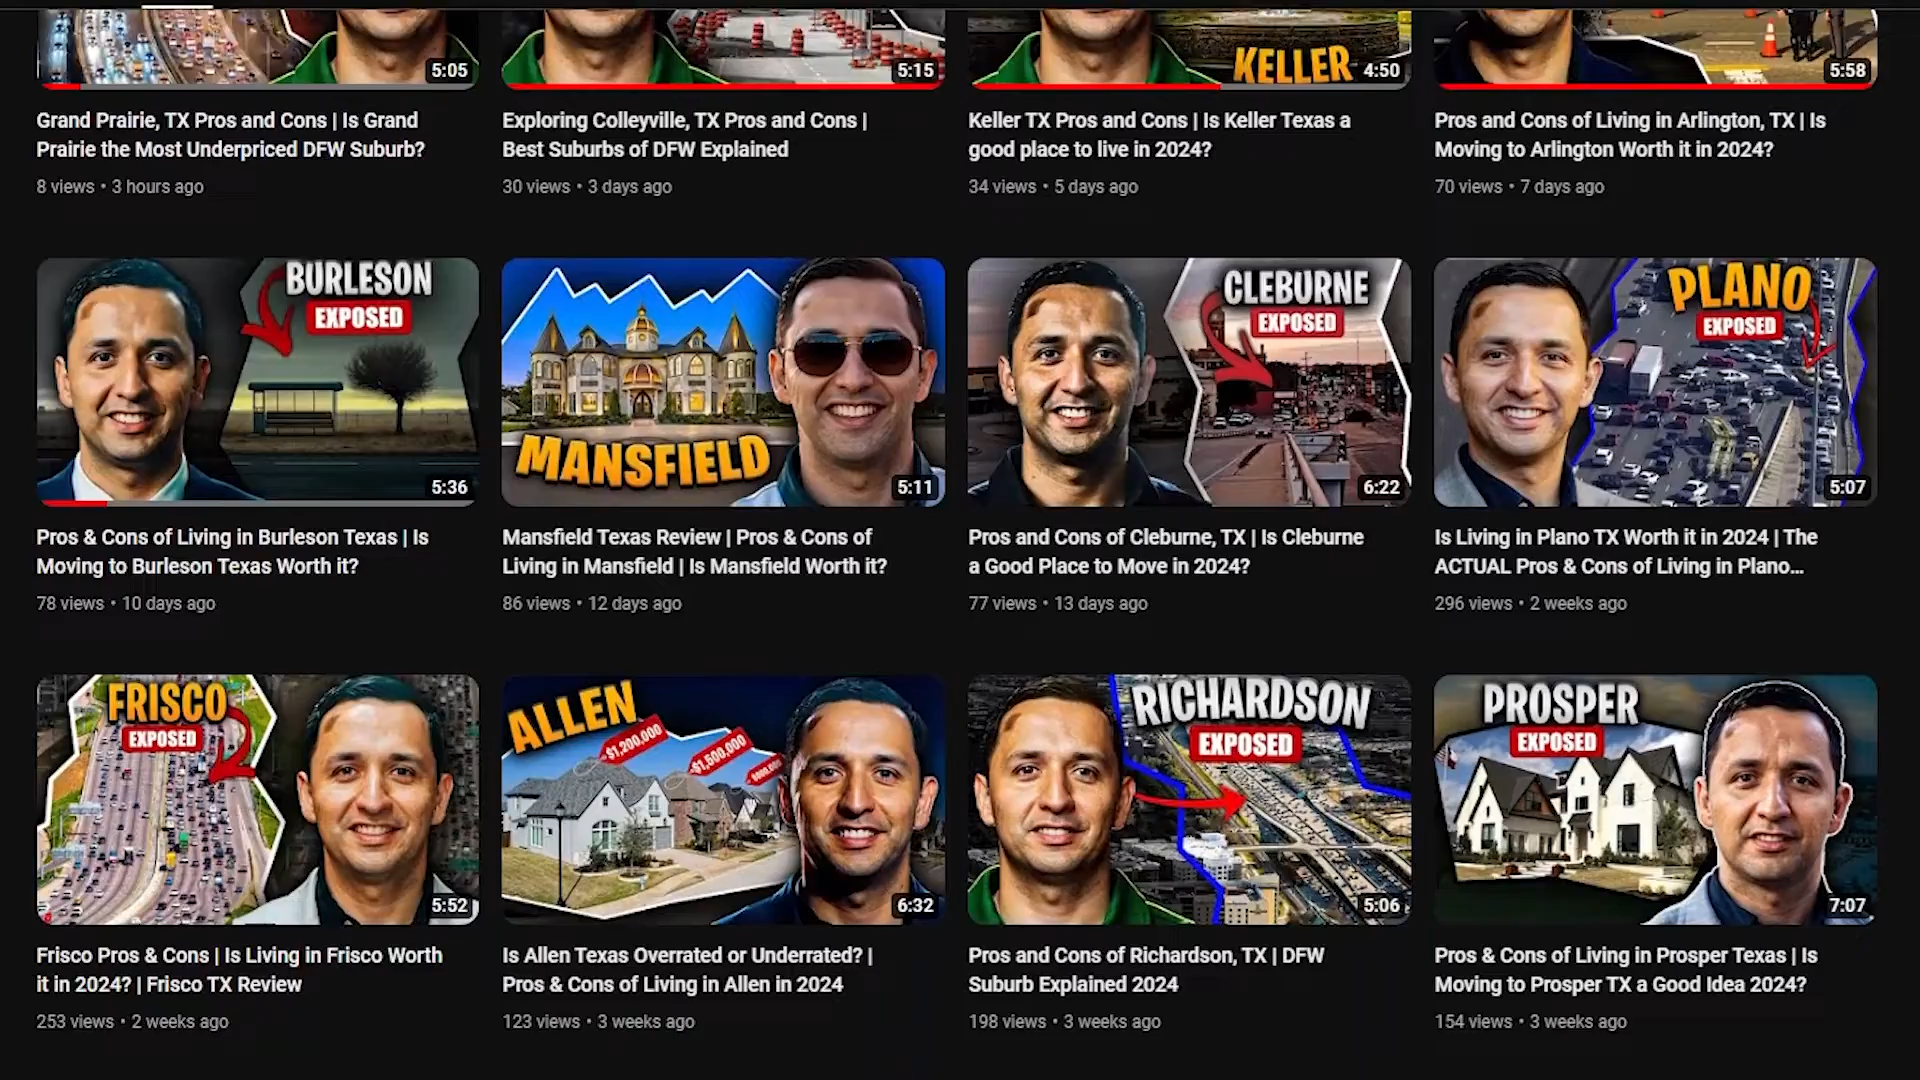 KELLER
5:05
5:15
4:50
5:58
Grand Prairie, TX Pros and Cons | Is Grand
Prairie the Most Underpriced DFW Suburb?
8 views • 3 hours ago
Exploring Colleyville, TX Pros and Cons |
Best Suburbs of DFW Explained
30 views • 3 days ago
Keller TX Pros and Cons | Is Keller Texas a
good place to live in 2024?
34 views • 5 days ago
Pros and Cons of Living in Arlington, TX | Is
Moving to Arlington Worth it in 2024?
70 views • 7 days ago
BURLESON
EXPOSED
5:36
MANSFIELD
5:11
CLEBURNE
EXPOSED
6:22
PLANO
EXPOSED
5:07
Pros & Cons of Living in Burleson Texas | Is
Moving to Burleson Texas Worth it?
78 views • 10 days ago
Mansfield Texas Review | Pros & Cons of
Living in Mansfield | Is Mansfield Worth it?
86 views • 12 days ago
Pros and Cons of Cleburne, TX | Is Cleburne
a Good Place to Move in 2024?
77 views • 13 days ago
Is Living in Plano TX Worth it in 2024 | The
ACTUAL Pros & Cons of Living in Plano...
296 views • 2 weeks ago
FRISCO
EXPOSED
5:52
ALLEN
$1,200,000
$1,500,000
6:32
RICHARDSON
EXPOSED
5:06
PROSPER
EXPOSED
7:07
Frisco Pros & Cons | Is Living in Frisco Worth
it in 2024? | Frisco TX Review
253 views • 2 weeks ago
Is Allen Texas Overrated or Underrated? |
Pros & Cons of Living in Allen in 2024
123 views • 3 weeks ago
Pros and Cons of Richardson, TX | DFW
Suburb Explained 2024
198 views • 3 weeks ago
Pros & Cons of Living in Prosper Texas | Is
Moving to Prosper TX a Good Idea 2024?
154 views • 3 weeks ago